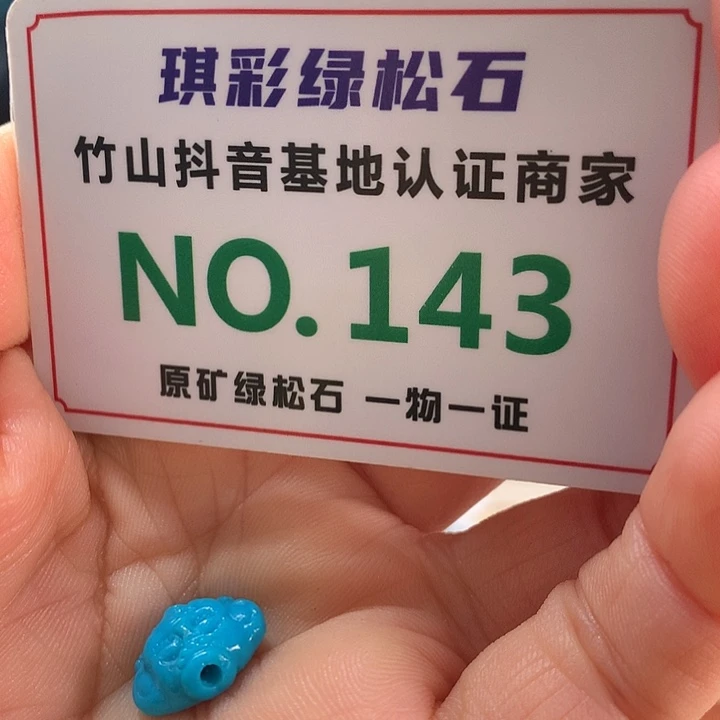 琪彩绿松石
竹山抖音基地认证商家
NO.143
原矿绿松石 一物一证